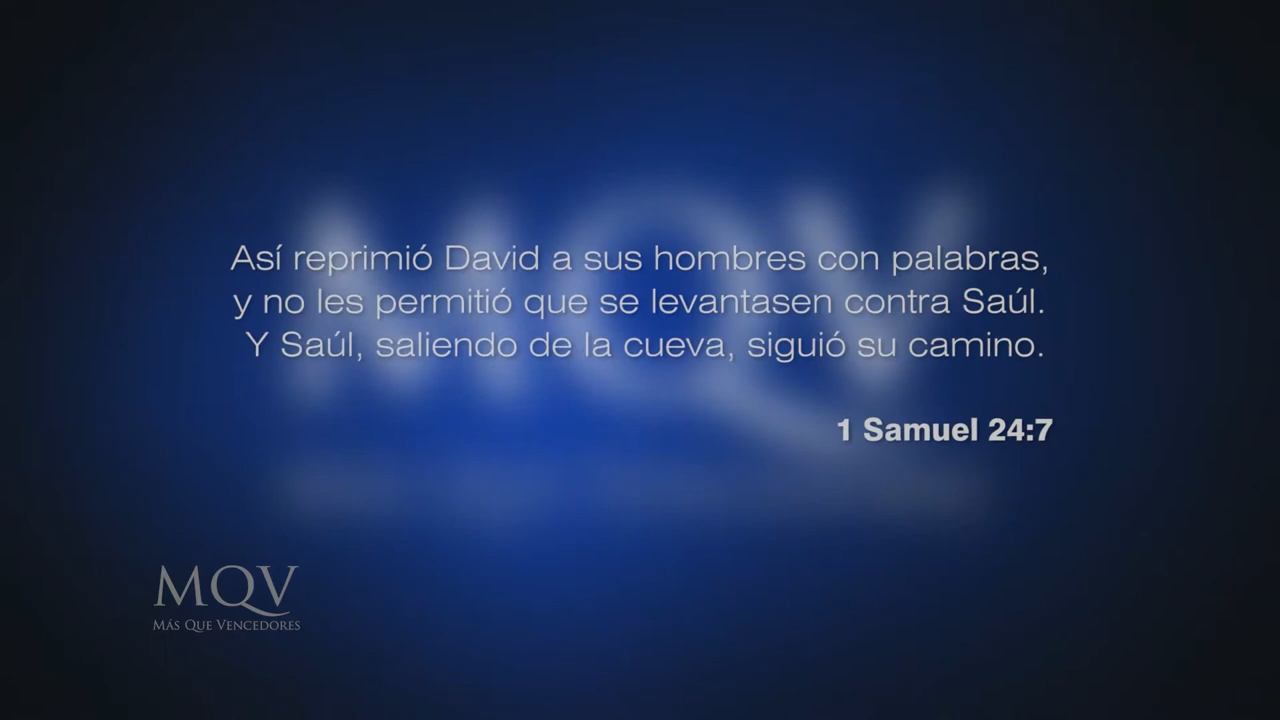 Así reprimió David a sus hombres con palabras,
y no les permitió que se levantasen contra Saúl.
Y Saúl, saliendo de la cueva, siguió su camino.
1 Samuel 24:7
MQV
MÁS QUE VENCEDORES